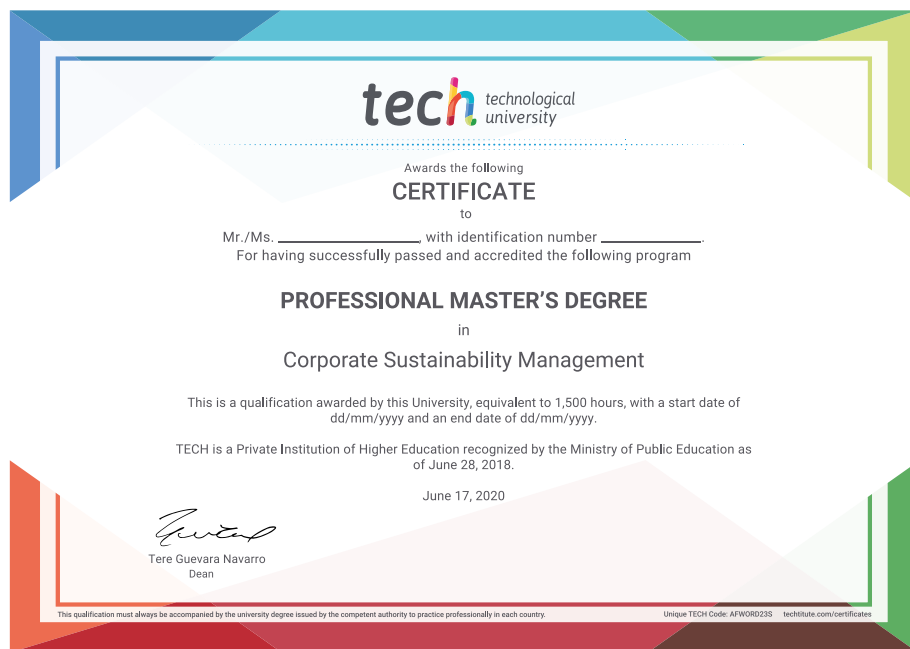 tech technological
university
Awards the following
CERTIFICATE
to
Mr./Ms. ____________, with identification number ____________.
For having successfully passed and accredited the following program
PROFESSIONAL MASTER'S DEGREE
in
Corporate Sustainability Management
This is a qualification awarded by this University, equivalent to 1,500 hours, with a start date of
dd/mm/yyyy and an end date of dd/mm/yyyy.
TECH is a Private Institution of Higher Education recognized by the Ministry of Public Education as
of June 28, 2018.
June 17, 2020
Tere Guevara Navarro
Dean
This qualification must always be accompanied by the university degree issued by the competent authority to practice professionally in each country.
Unique TECH Code: AFWORD23S techtitute.com/certificates